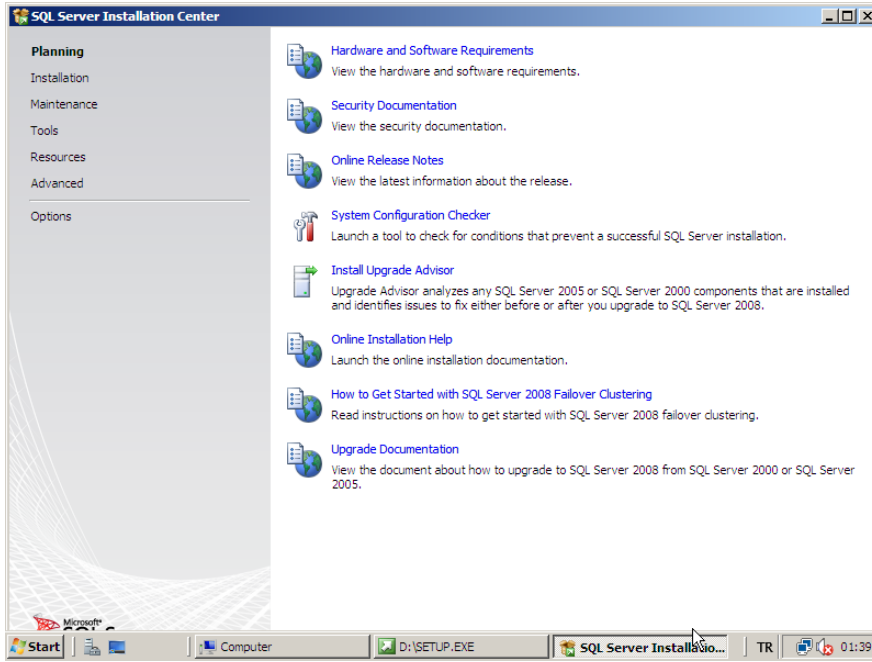 SQL Server Installation Center
Planning
Installation
Maintenance
Tools
Resources
Advanced
Options
Hardware and Software Requirements
View the hardware and software requirements.
Security Documentation
View the security documentation.
Online Release Notes
View the latest information about the release.
System Configuration Checker
Launch a tool to check for conditions that prevent a successful SQL Server installation.
Install Upgrade Advisor
Upgrade Advisor analyzes any SQL Server 2005 or SQL Server 2000 components that are installed
and identifies issues to fix either before or after you upgrade to SQL Server 2008.
Online Installation Help
Launch the online installation documentation.
How to Get Started with SQL Server 2008 Failover Clustering
Read instructions on how to get started with SQL Server 2008 failover clustering.
Upgrade Documentation
View the document about how to upgrade to SQL Server 2008 from SQL Server 2000 or SQL Server
2005.
Microsoft
Start
Computer
D:\SETUP.EXE
SQL Server Installatio...
TR
01:39